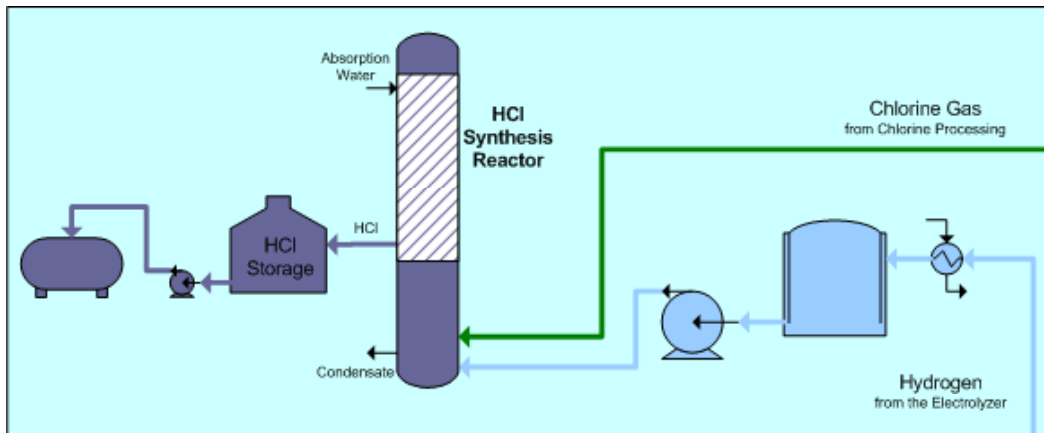 Absorption
Water
HCl
Synthesis
Reactor
Chlorine Gas
from Chlorine Processing
HCl
HCl
Storage
Condensate
Hydrogen
from the Electrolyzer